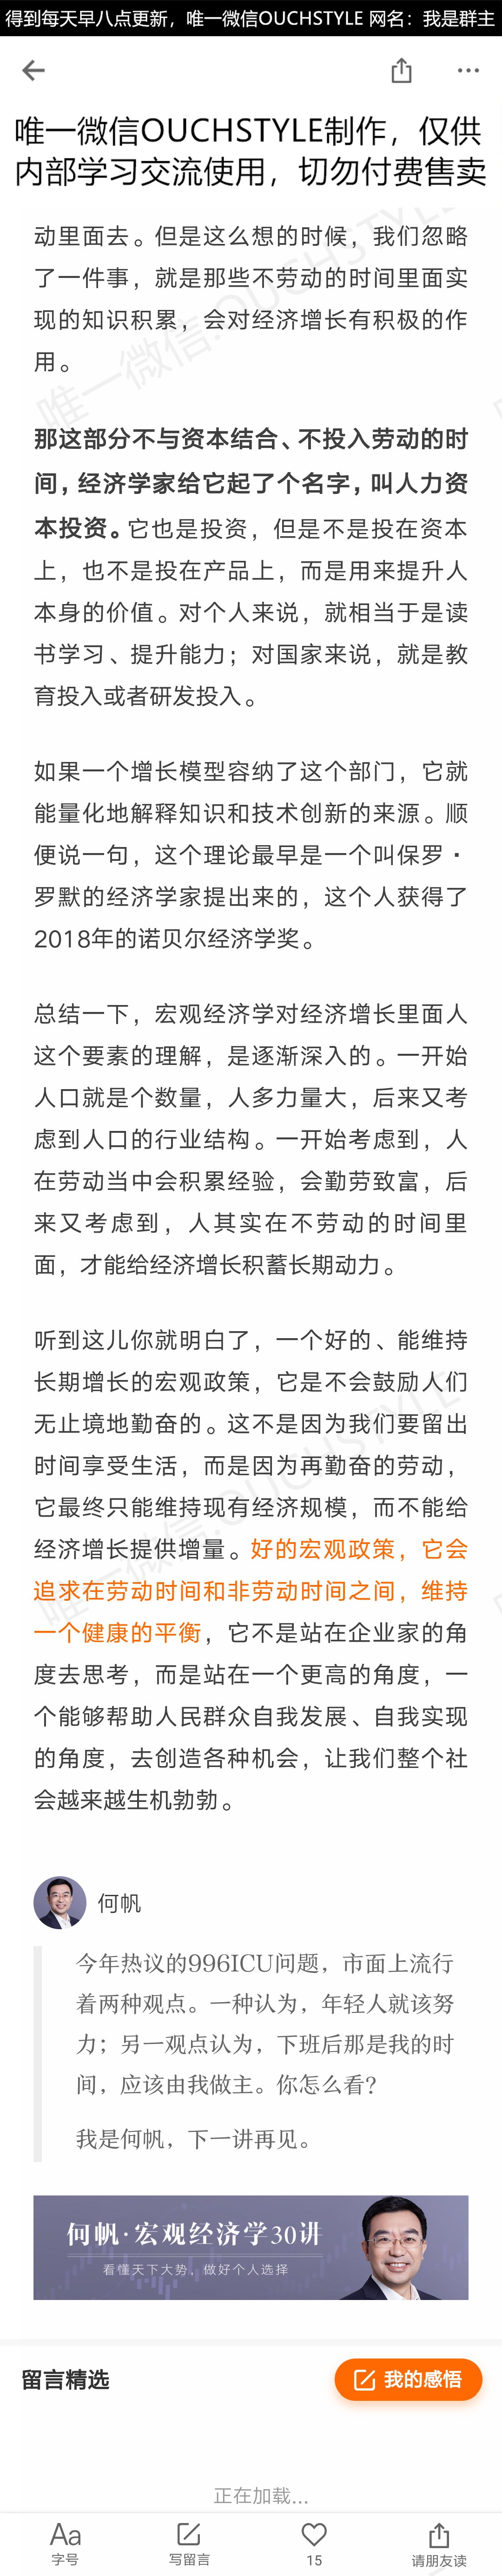 得到每天早八点更新，唯一微信OUCHSTYLE 网名：我是群主
唯一微信OUCHSTYLE制作，仅供
内部学习交流使用，切勿付费售卖
动里面去。但是这么想的时候，我们忽略
了一件事，就是那些不劳动的时间里面实
现的知识积累，会对经济增长有积极的作
用。
唯一微信.OUCHSTYLE
那这部分不与资本结合、不投入劳动的时
间，经济学家给它起了个名字，叫人力资
本投资。它也是投资，但是不是投在资本
上，也不是投在产品上，而是用来提升人
本身的价值。对个人来说，就相当于是读
书学习、提升能力；对国家来说，就是教
育投入或者研发投入。
如果一个增长模型容纳了这个部门，它就
能量化地解释知识和技术创新的来源。顺
便说一句，这个理论最早是一个叫保罗·
罗默的经济学家提出来的，这个人获得了
2018年的诺贝尔经济学奖。
总结一下，宏观经济学对经济增长里面人
这个要素的理解，是逐渐深入的。一开始
人口就是个数量，人多力量大，后来又考
虑到人口的行业结构。一开始考虑到，人
在劳动当中会积累经验，会勤劳致富，后
来又考虑到，人其实在不劳动的时间里
面，才能给经济增长积蓄长期动力。
听到这儿你就明白了，一个好的、能维持
长期增长的宏观政策，它是不会鼓励人们
无止境地勤奋的。这不是因为我们要留出
时间享受生活，而是因为再勤奋的劳动，
它最终只能维持现有经济规模，而不能给
经济增长提供增量。好的宏观政策，它会
追求在劳动时间和非劳动时间之间，维持
一个健康的平衡，它不是站在企业家的角
度去思考，而是站在一个更高的角度，一
个能够帮助人民群众自我发展、自我实现
的角度，去创造各种机会，让我们整个社
会越来越生机勃勃。
唯一微信.OUCHSTYLE
何帆
今年热议的996ICU问题，市面上流行
着两种观点。一种认为，年轻人就该努
力；另一观点认为，下班后那是我的时
间，应该由我做主。你怎么看？
我是何帆，下一讲再见。
何帆·宏观经济学30讲
看懂天下大势、做好个人选择
留言精选
我的感悟
正在加载...
Aa
字号
写留言
15
请朋友读